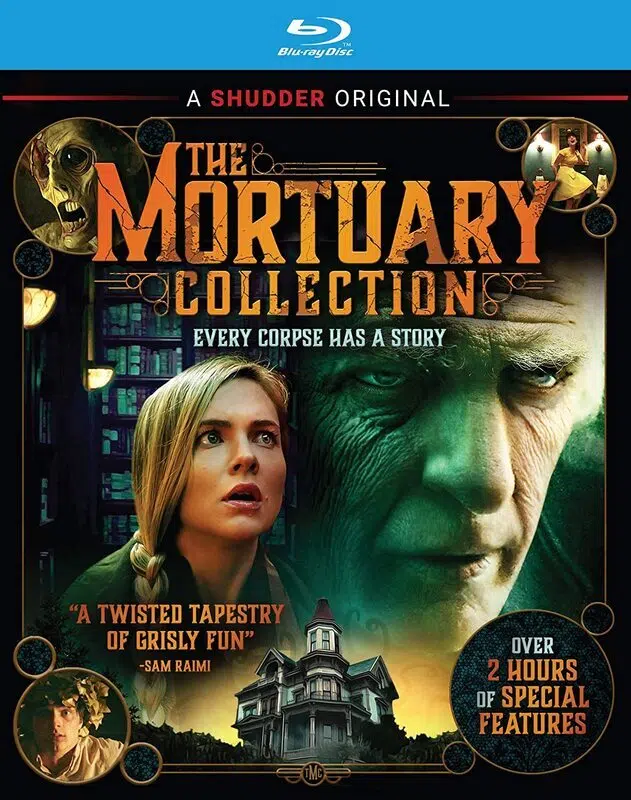 Blu-ray Disc™
A SHUDDER ORIGINAL
THE
MORTUARY
COLLECTION
EVERY CORPSE HAS A STORY
"A TWISTED TAPESTRY
OF GRISLY FUN"
-SAM RAIMI
OVER
2 HOURS
OF SPECIAL
FEATURES
TMC